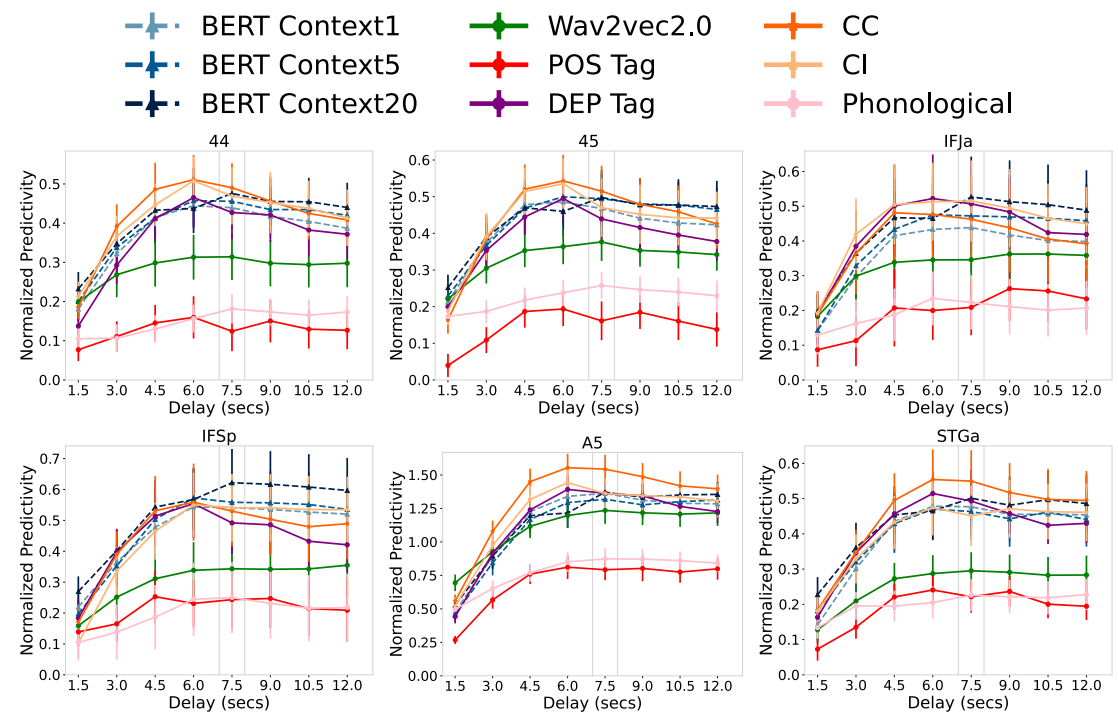 BERT Context1
Wav2vec2.0
CC
BERT Context5
POS Tag
CI
BERT Context20
DEP Tag
Phonological
44
45
IFJa
Normalized Predictivity
0.5
0.4
0.3
0.2
0.1
0.0
1.5 3.0 4.5 6.0 7.5 9.0 10.5 12.0
Delay (secs)
Normalized Predictivity
0.6
0.5
0.4
0.3
0.2
0.1
0.0
1.5 3.0 4.5 6.0 7.5 9.0 10.5 12.0
Delay (secs)
Normalized Predictivity
0.6
0.5
0.4
0.3
0.2
0.1
0.0
1.5 3.0 4.5 6.0 7.5 9.0 10.5 12.0
Delay (secs)
IFSp
A5
STGa
Normalized Predictivity
0.7
0.6
0.5
0.4
0.3
0.2
0.1
0.0
1.5 3.0 4.5 6.0 7.5 9.0 10.5 12.0
Delay (secs)
Normalized Predictivity
1.50
1.25
1.00
0.75
0.50
0.25
0.00
1.5 3.0 4.5 6.0 7.5 9.0 10.5 12.0
Delay (secs)
Normalized Predictivity
0.6
0.5
0.4
0.3
0.2
0.1
0.0
1.5 3.0 4.5 6.0 7.5 9.0 10.5 12.0
Delay (secs)